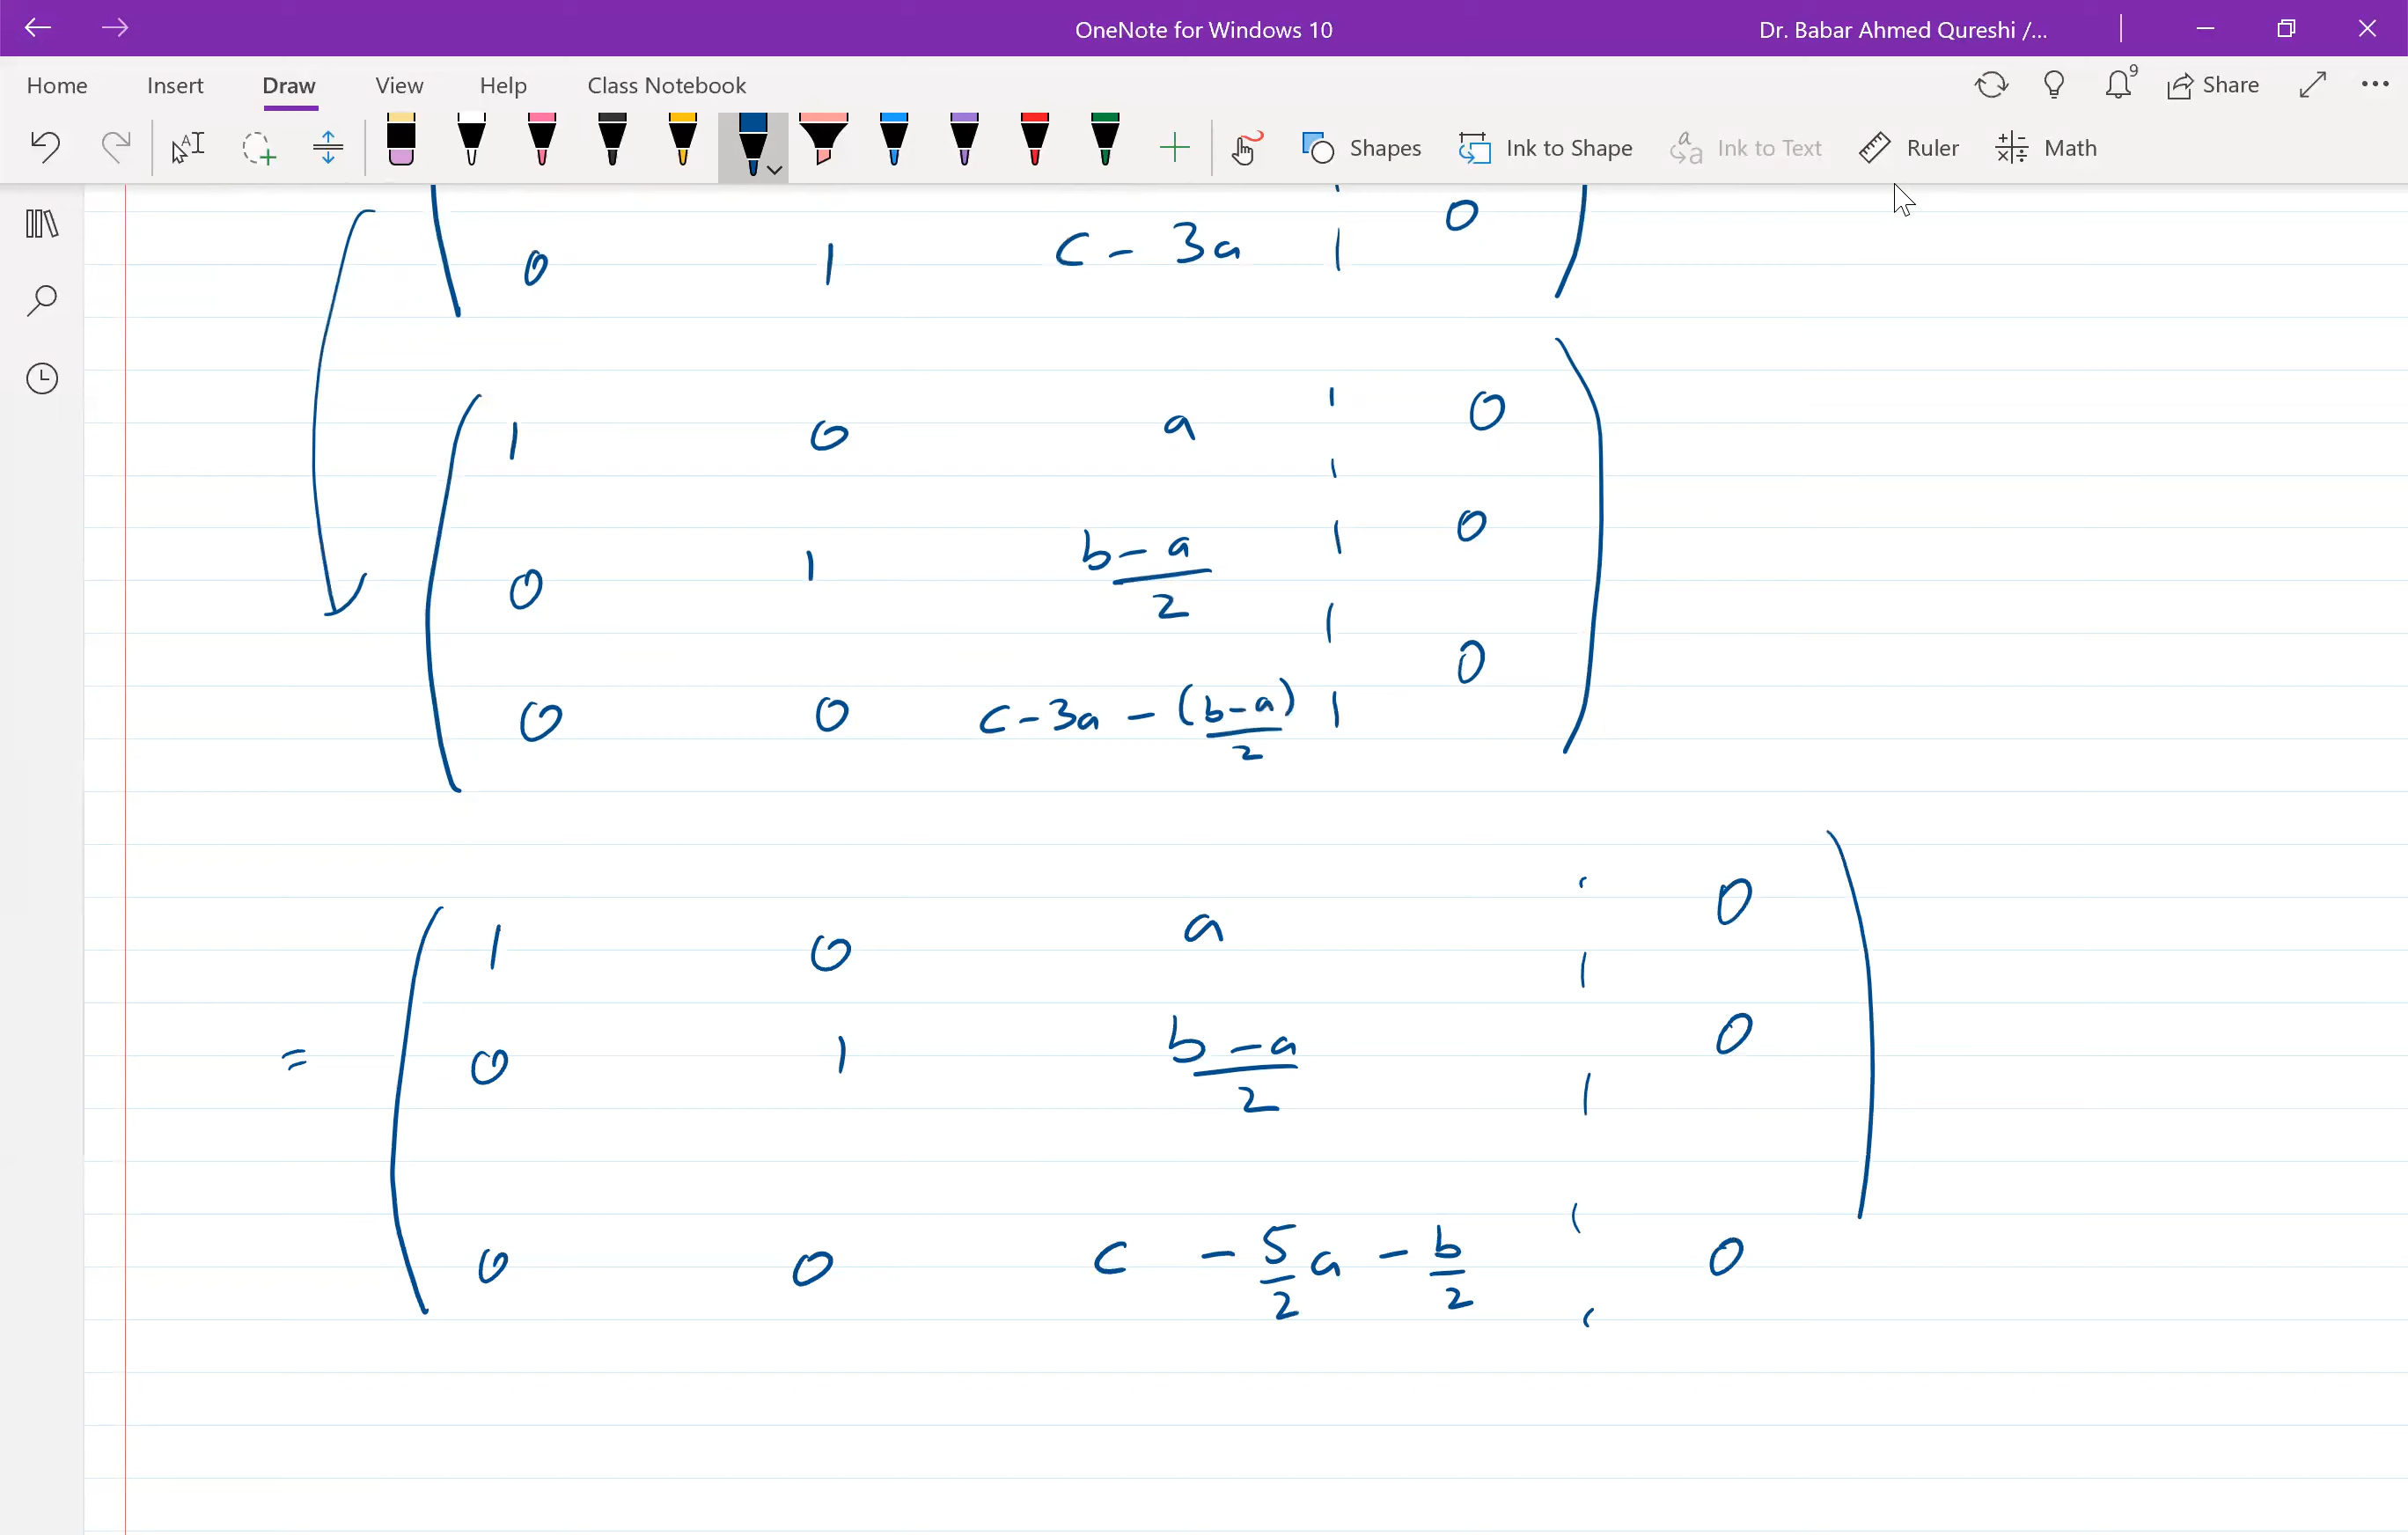 OneNote for Windows 10 Dr. Babar Ahmed Qureshi /...
Home Insert Draw View Help Class Notebook 9 Share
Shapes Ink to Shape Ink to Text Ruler Math
0 1 c - 3a | 0
1 0 a | 0
0 1 b - a / 2 | 0
0 0 c - 3a - (b - a) / 2 | 0
1 0 a | 0
= 0 1 b - a / 2 | 0
0 0 c - 5/2 a - b/2 | 0